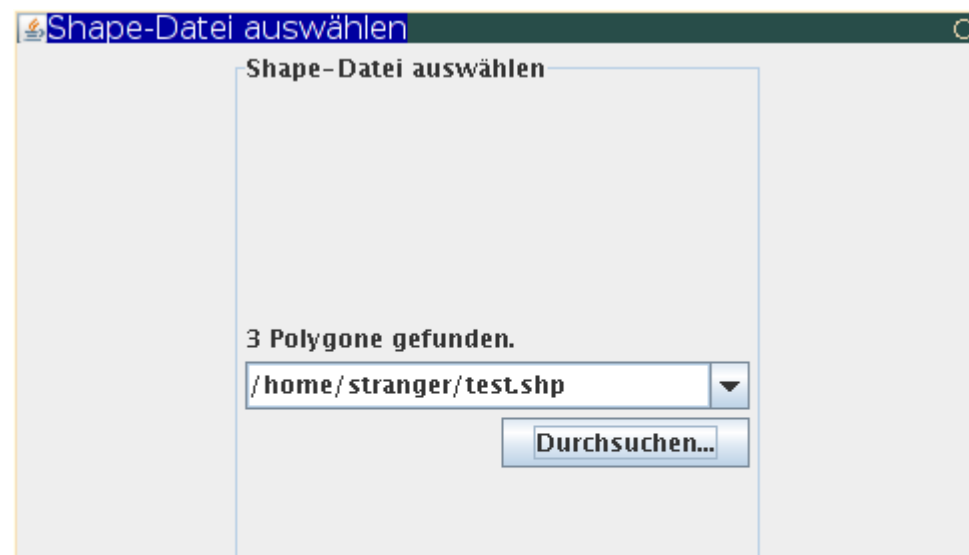 Shape-Datei auswählen
Shape-Datei auswählen
3 Polygone gefunden.
/home/stranger/test.shp
Durchsuchen...